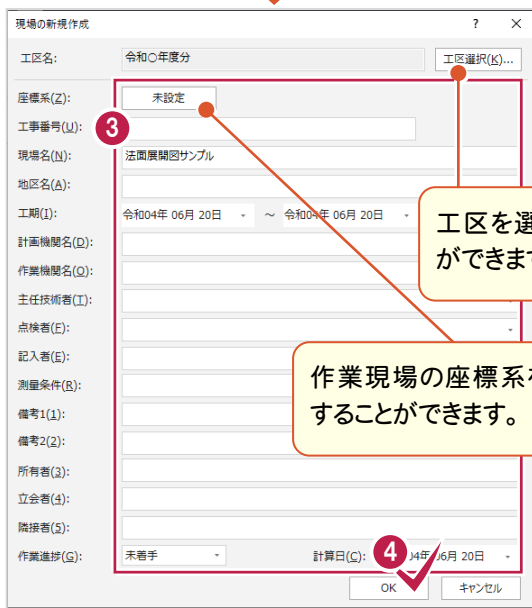 現場の新規作成 ? ×
工区名: 令和○年度分 工区選択(K)...
座標系(Z): 未設定
3
工事番号(U):
現場名(N): 法面展開図サンプル
地区名(A):
工期(I): 令和04年 06月 20日 ～ 令和04年 06月 20日
工区を選
ができます
計画機関名(D):
作業機関名(O):
主任技術者(T):
点検者(F):
記入者(E):
作業現場の座標系を
することができます。
測量条件(R):
備考1(1):
備考2(2):
所有者(3):
立会者(4):
隣接者(5):
作業進捗(G): 未着手 計算日(C): 4 04年 06月 20日
OK キャンセル